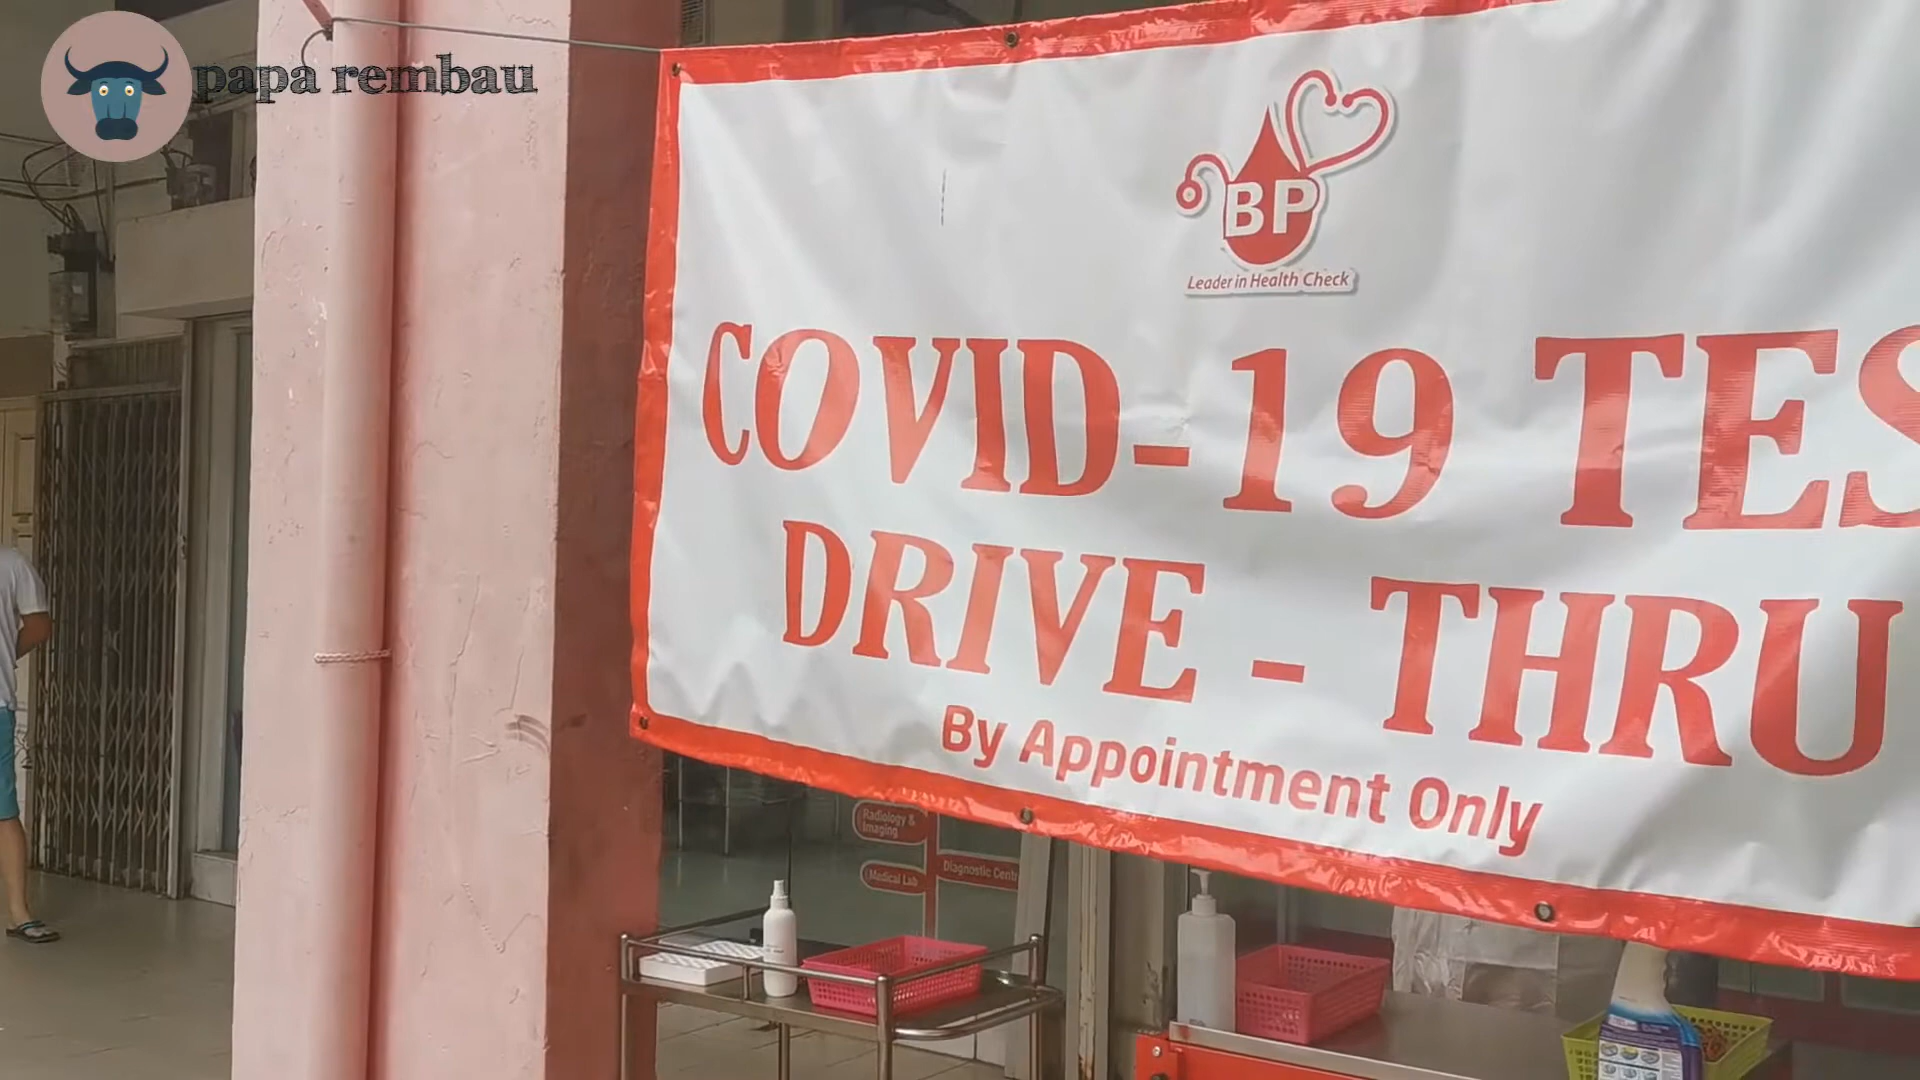 papa rembau
BP
Leader in Health Check
COVID-19 TES
DRIVE - THRU
By Appointment Only
Radiology &
Imaging
Medical Lab
Diagnostic Centr